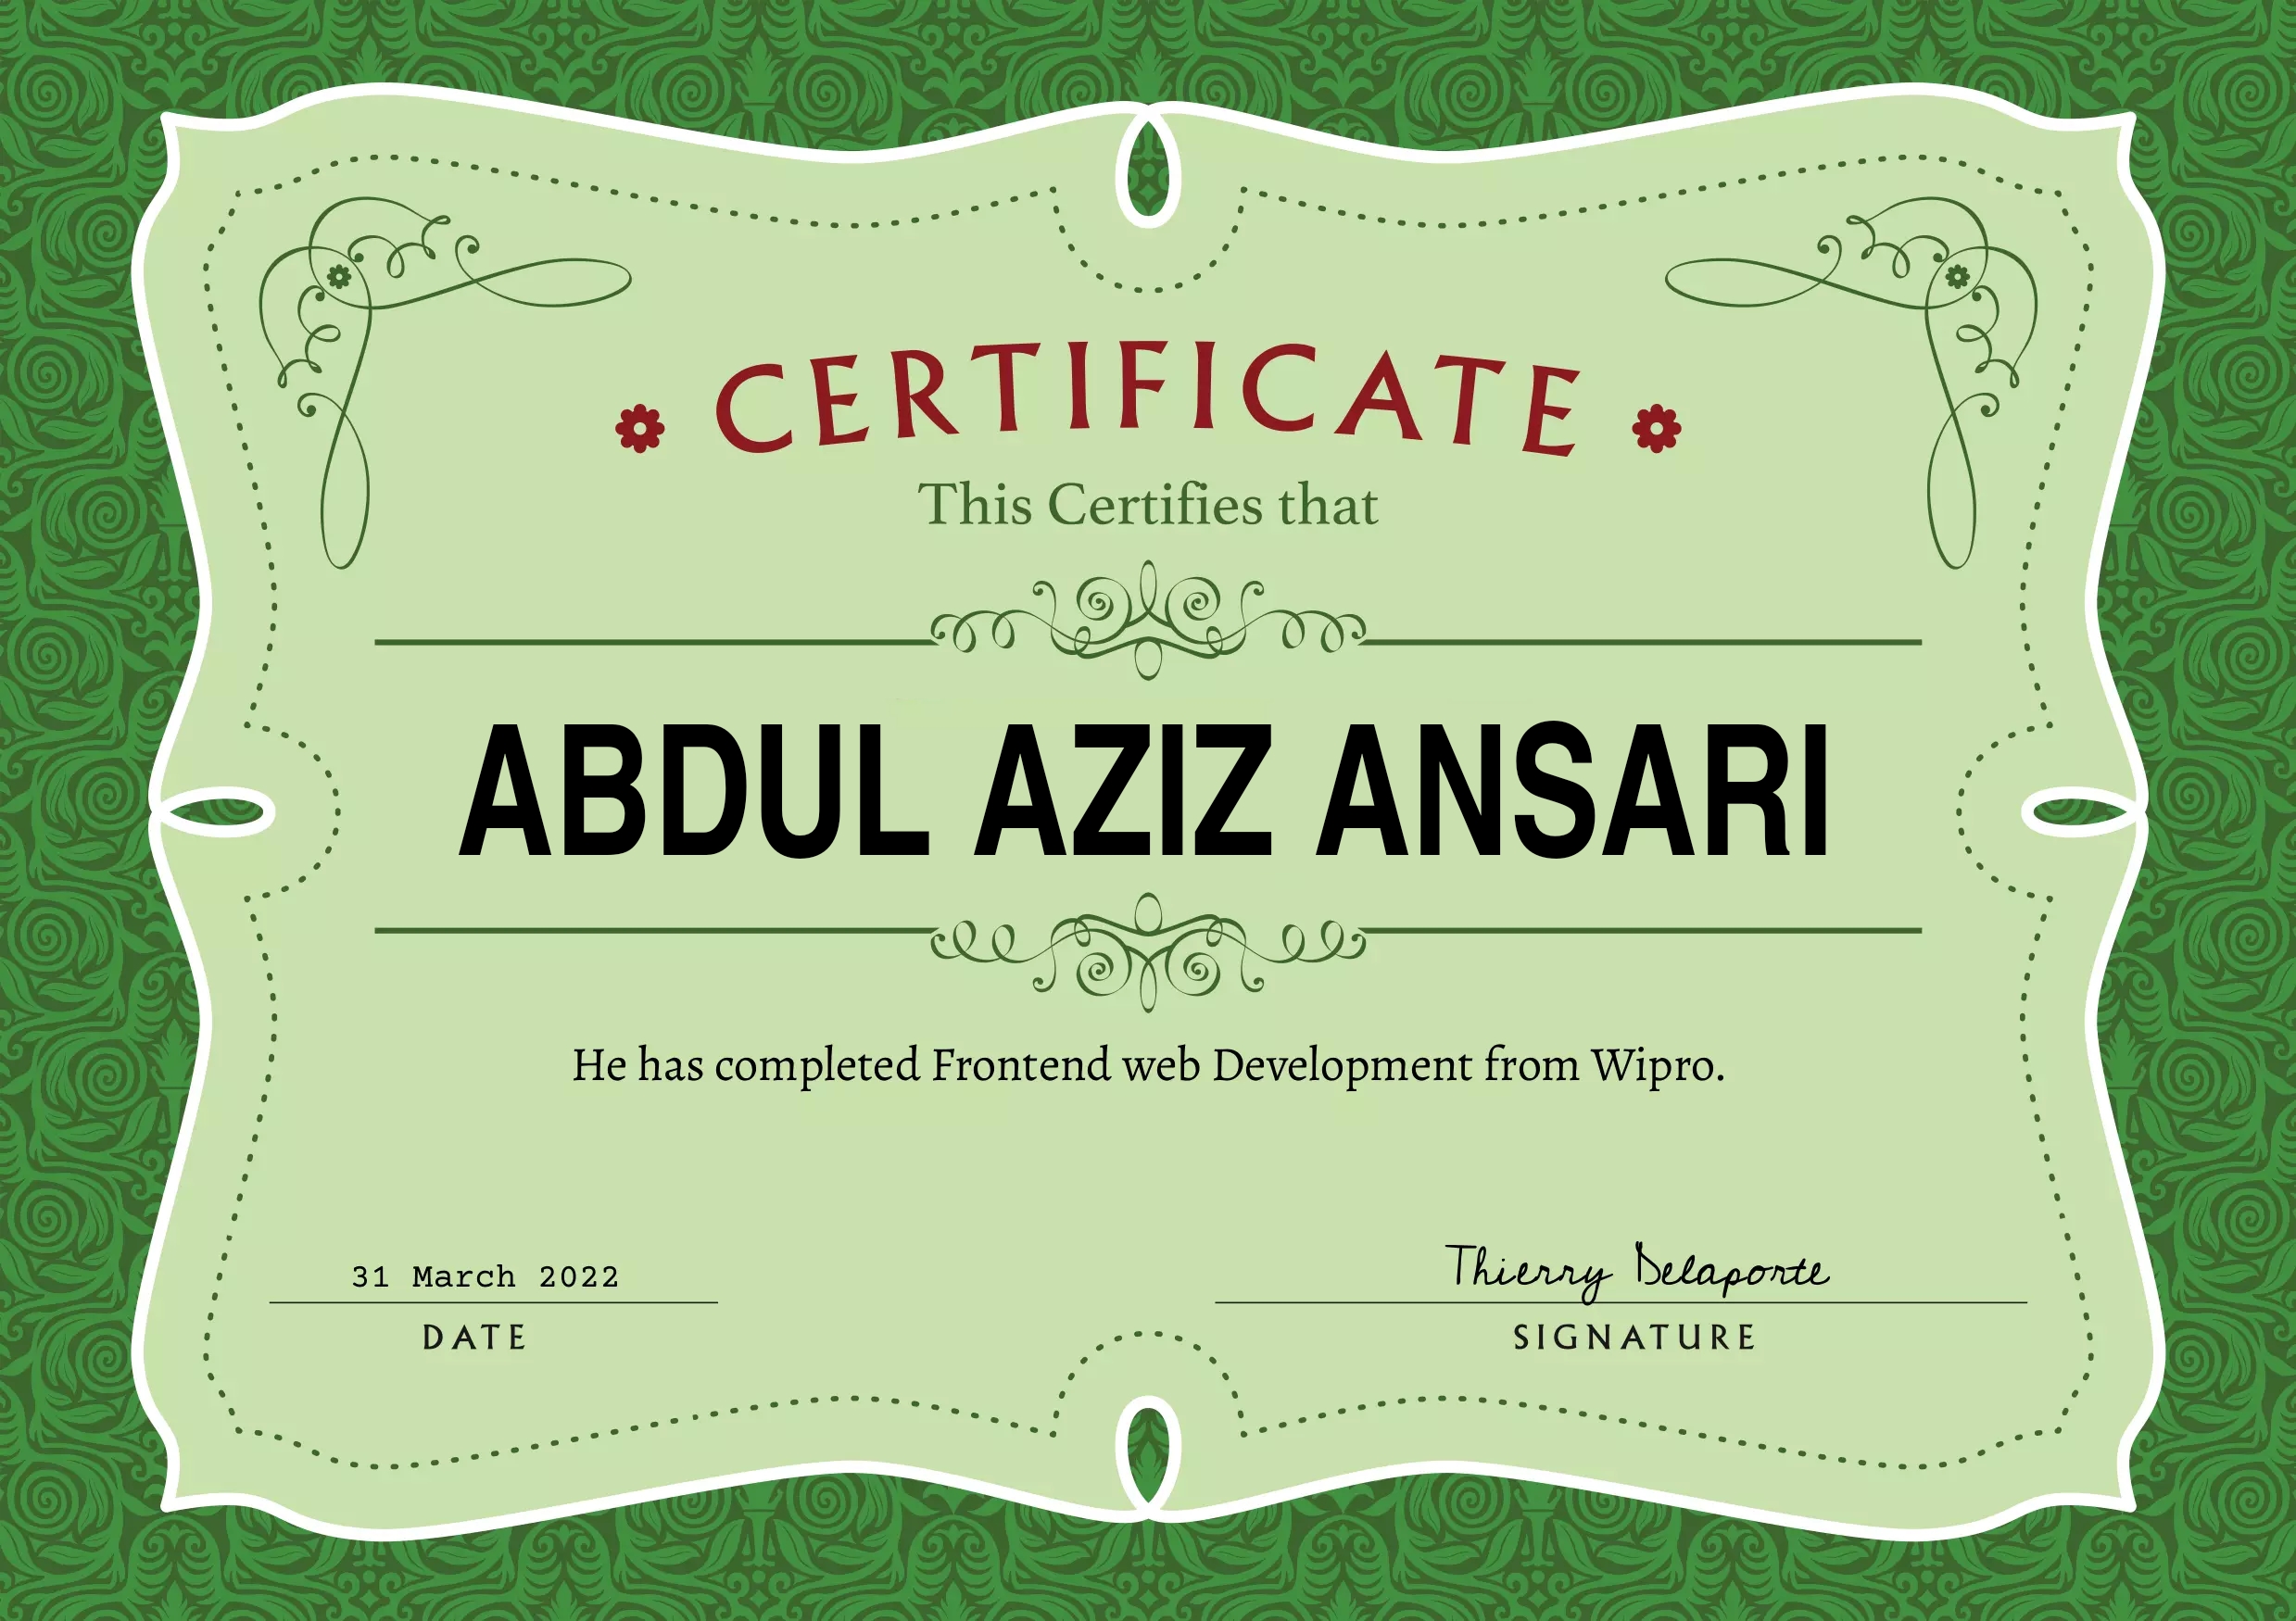 CERTIFICATE
This Certifies that
ABDUL AZIZ ANSARI
He has completed Frontend web Development from Wipro.
31 March 2022
DATE
Thierry Delaporte
SIGNATURE